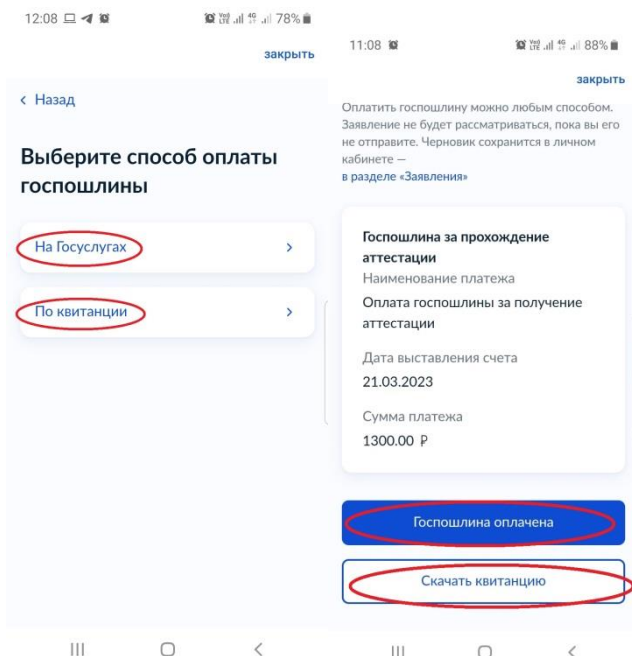 12:08 78%
закрыть
Назад
Выберите способ оплаты
госпошлины
На Госуслугах
По квитанции
11:08 88%
закрыть
Оплатить госпошлину можно любым способом.
Заявление не будет рассматриваться, пока вы его
не отправите. Черновик сохранится в личном
кабинете —
в разделе «Заявления»
Госпошлина за прохождение
аттестации
Наименование платежа
Оплата госпошлины за получение
аттестации
Дата выставления счета
21.03.2023
Сумма платежа
1300.00 ₽
Госпошлина оплачена
Скачать квитанцию